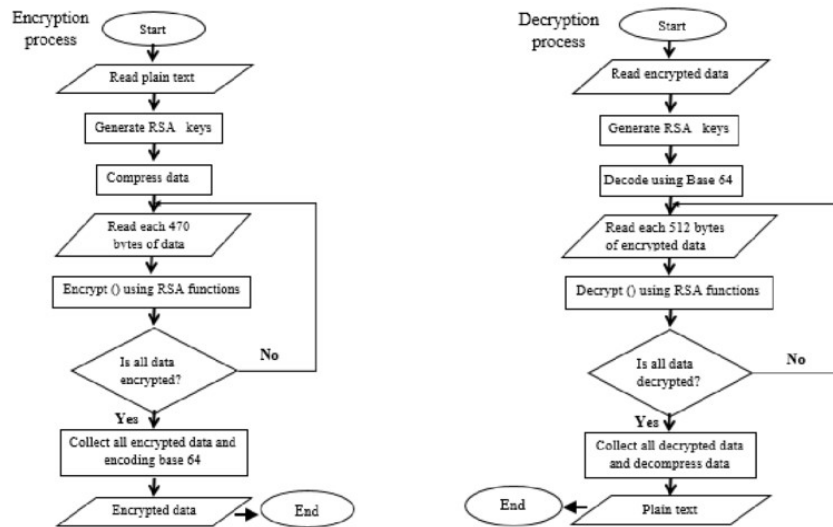 Encryption
process
Start
Read plain text
Generate RSA keys
Compress data
Read each 470
bytes of data
Encrypt () using RSA functions
Is all data
encrypted?
No
Yes
Collect all encrypted data and
encoding base 64
Encrypted data
End
Decryption
process
Start
Read encrypted data
Generate RSA keys
Decode using Base 64
Read each 512 bytes
of encrypted data
Decrypt () using RSA functions
Is all data
decrypted?
No
Yes
Collect all decrypted data
and decompress data
Plain text
End